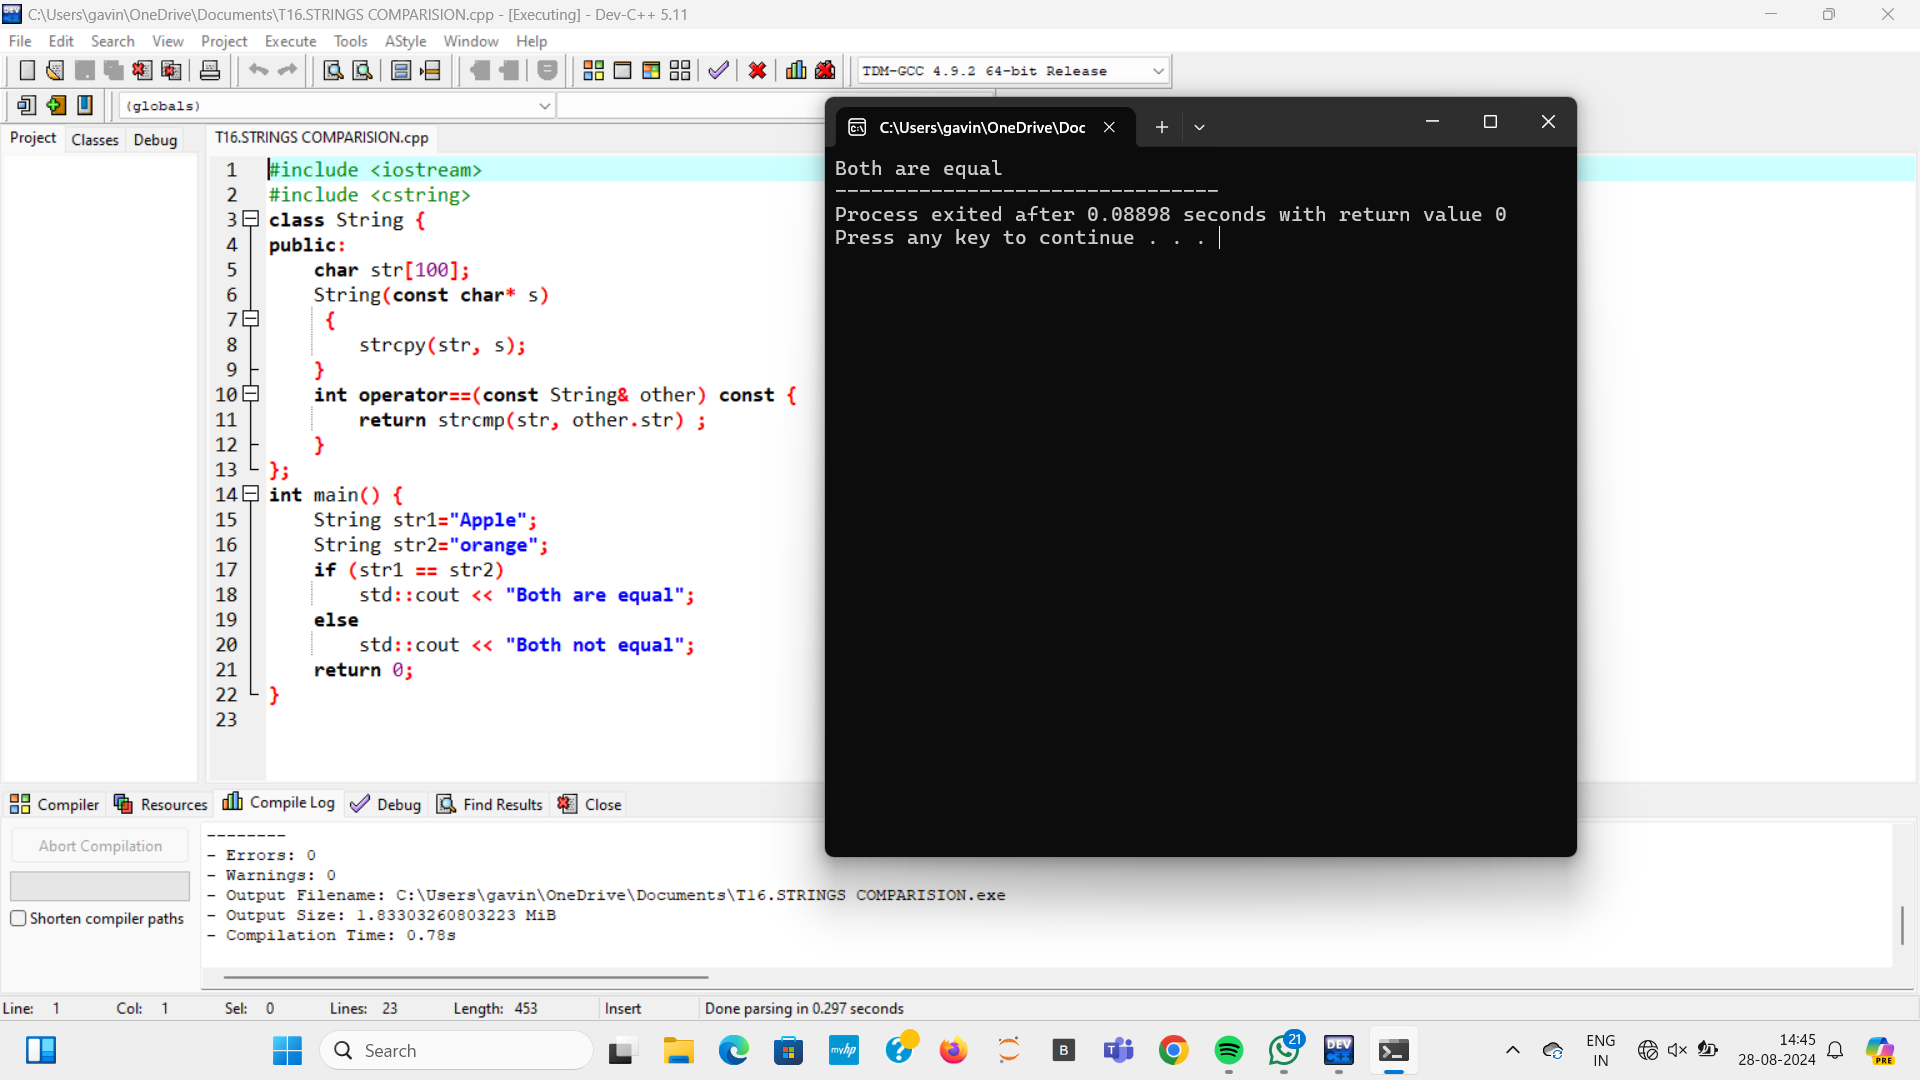 C:\Users\gavin\OneDrive\Documents\T16.STRINGS COMPARISION.cpp - [Executing] - Dev-C++ 5.11
File Edit Search View Project Execute Tools AStyle Window Help
TDM-GCC 4.9.2 64-bit Release
(globals)
Project Classes Debug
T16.STRINGS COMPARISION.cpp
1 #include <iostream>
2 #include <cstring>
3 class String {
4 public:
5 char str[100];
6 String(const char* s)
7 {
8 strcpy(str, s);
9 }
10 int operator==(const String& other) const {
11 return strcmp(str, other.str) ;
12 }
13 };
14 int main() {
15 String str1="Apple";
16 String str2="orange";
17 if (str1 == str2)
18 std::cout << "Both are equal";
19 else
20 std::cout << "Both not equal";
21 return 0;
22 }
23
C:\Users\gavin\OneDrive\Doc
Both are equal
--------------------------------
Process exited after 0.08898 seconds with return value 0
Press any key to continue . . .
Compiler Resources Compile Log Debug Find Results Close
Abort Compilation
Shorten compiler paths
--------
- Errors: 0
- Warnings: 0
- Output Filename: C:\Users\gavin\OneDrive\Documents\T16.STRINGS COMPARISION.exe
- Output Size: 1.83303260803223 MiB
- Compilation Time: 0.78s
Line: 1 Col: 1 Sel: 0 Lines: 23 Length: 453 Insert Done parsing in 0.297 seconds
Search
myhp
B
21
DEV
C++
ENG
IN
14:45
28-08-2024
PRE